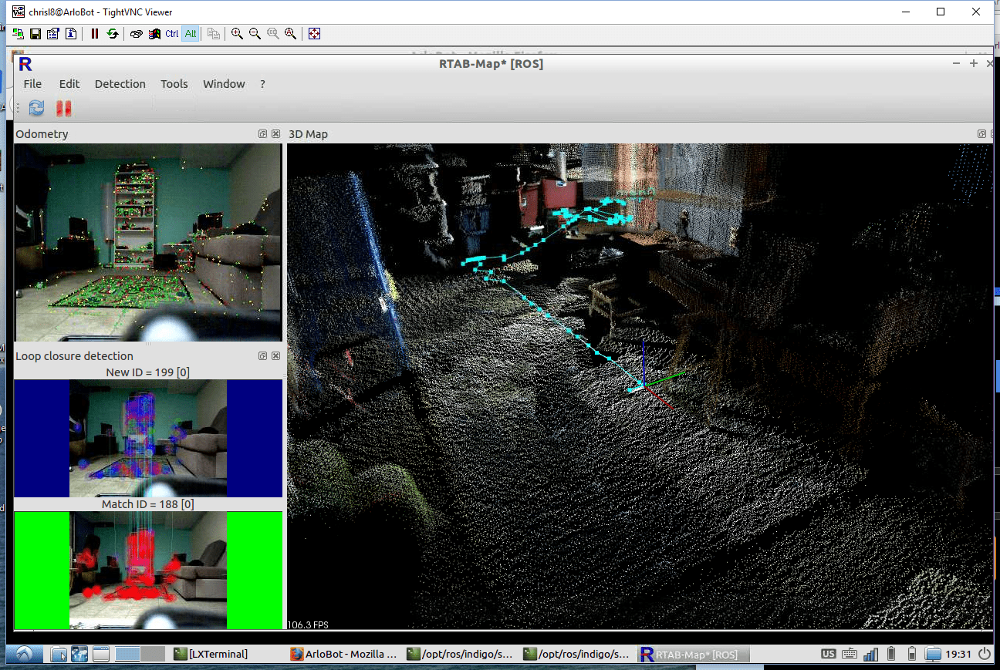 chrisl8@ArloBot - TightVNC Viewer
Ctrl Alt
RTAB-Map* [ROS]
File Edit Detection Tools Window ?
Odometry
3D Map
Loop closure detection
New ID = 199 [0]
Match ID = 188 [0]
106.3 FPS
[LXTerminal] ArloBot - Mozilla ... /opt/ros/indigo/s... /opt/ros/indigo/s... RTAB-Map* [ROS] US 19:31